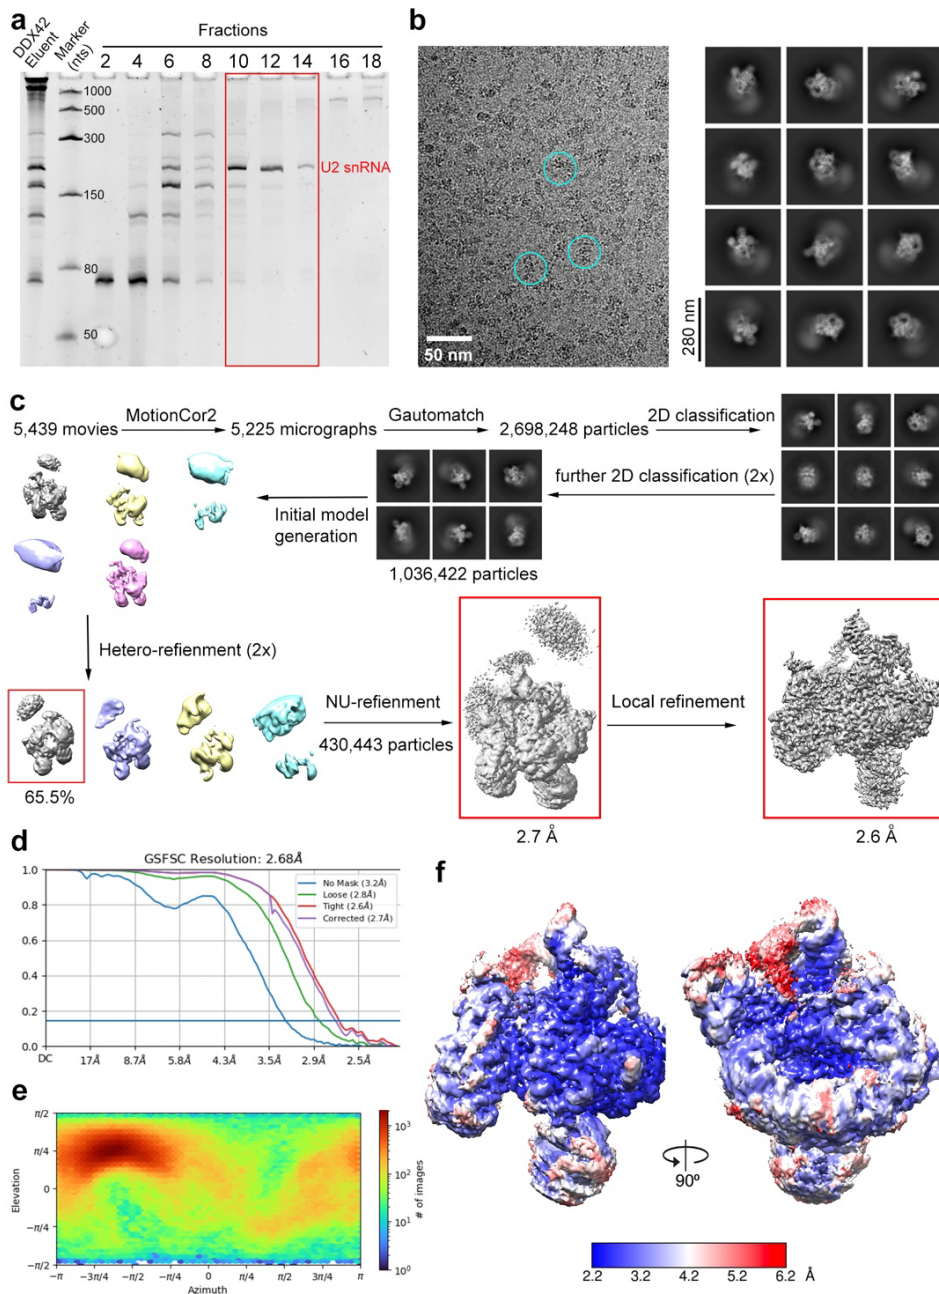 a
DDX42 Eluent
Marker (nts)
Fractions
2 4 6 8 10 12 14 16 18
1000
500
300
U2 snRNA
150
80
50
b
50 nm
280 nm
c
5,439 movies
MotionCor2
5,225 micrographs
Gautomatch
2,698,248 particles
2D classification
further 2D classification (2x)
Initial model
generation
1,036,422 particles
Hetero-refienment (2x)
65.5%
NU-refienment
430,443 particles
2.7 Å
Local refinement
2.6 Å
d
GSFSC Resolution: 2.68Å
1.0
0.8
0.6
0.4
0.2
0.0
No Mask (3.2Å)
Loose (2.8Å)
Tight (2.6Å)
Corrected (2.7Å)
DC 17Å 8.7Å 5.8Å 4.3Å 3.5Å 2.9Å 2.5Å
e
Elevation
π/2
π/4
0
−π/4
−π/2
−π −3π/4 −π/2 −π/4 0 π/4 π/2 3π/4 π
Azimuth
10³
10²
10¹
10⁰
# of images
f
90º
2.2 3.2 4.2 5.2 6.2 Å